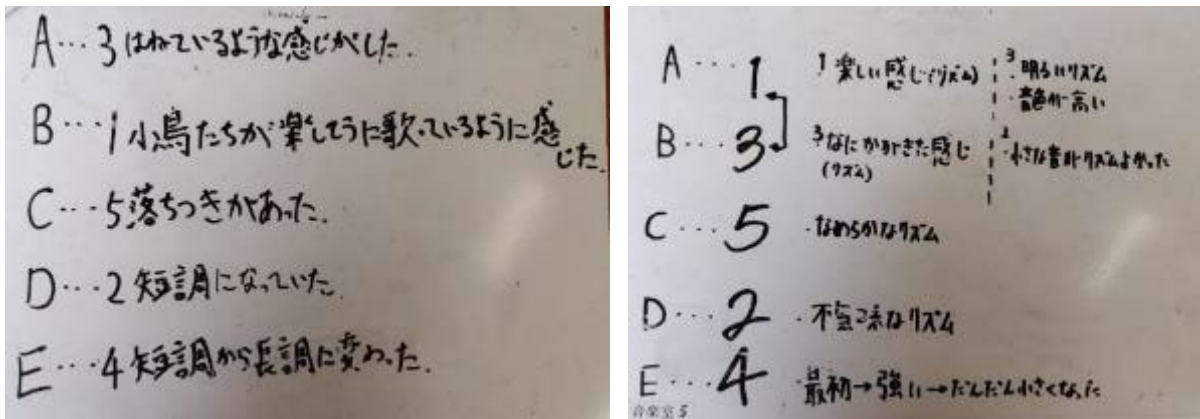 A…3はねているような感じがした.
B…1小鳥たちが楽しそうに歌っているように感
じた.
C…5落ちつきがあった.
D…2短調になっていた.
E…4短調から長調に変わった.
A…1 1楽しい感じ(リズム) 3・明るいリズム
・音色が高い
B…3 3なにかがきた感じ
(リズム)
・小さな音 リズムよかった
C…5 ・なめらかなリズム
D…2 ・不気味なリズム
E…4 ・最初→強い→だんだん小さくなった
音楽室5